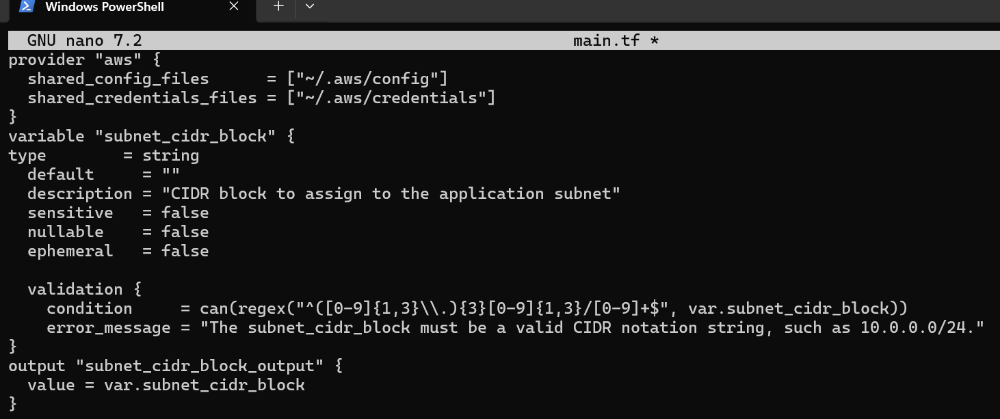 Windows PowerShell
GNU nano 7.2 main.tf *
provider "aws" {
  shared_config_files      = ["~/.aws/config"]
  shared_credentials_files = ["~/.aws/credentials"]
}
variable "subnet_cidr_block" {
type        = string
  default     = ""
  description = "CIDR block to assign to the application subnet"
  sensitive   = false
  nullable    = false
  ephemeral   = false

  validation {
    condition     = can(regex("^([0-9]{1,3}\\.){3}[0-9]{1,3}/[0-9]+$", var.subnet_cidr_block))
    error_message = "The subnet_cidr_block must be a valid CIDR notation string, such as 10.0.0.0/24."
}
output "subnet_cidr_block_output" {
  value = var.subnet_cidr_block
}